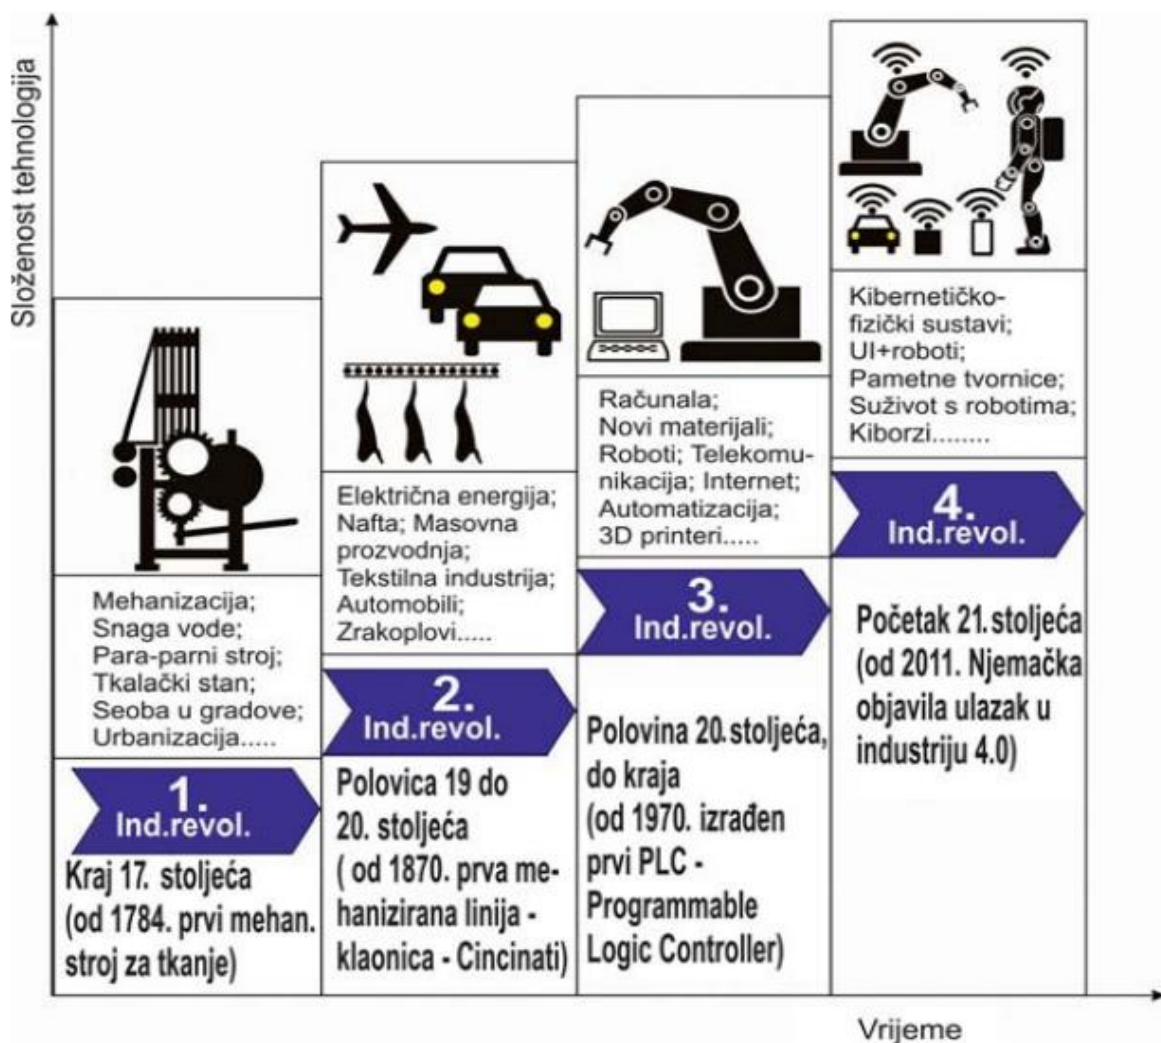 Složenost tehnologija
Mehanizacija;
Snaga vode;
Para-parni stroj;
Tkalački stan;
Seoba u gradove;
Urbanizacija.....
1.
Ind.revol.
Kraj 17. stoljeća
(od 1784. prvi mehan.
stroj za tkanje)
Električna energija;
Nafta; Masovna
prozvodnja;
Tekstilna industrija;
Automobili;
Zrakoplovi.....
2.
Ind.revol.
Polovica 19 do
20. stoljeća
( od 1870. prva me-
hanizirana linija -
klaonica - Cincinati)
Računala;
Novi materijali;
Roboti; Telekomu-
nikacija; Internet;
Automatizacija;
3D printeri.....
3.
Ind.revol.
Polovina 20. stoljeća,
do kraja
(od 1970. izrađen
prvi PLC -
Programmable
Logic Controller)
Kibernetičko-
fizički sustavi;
UI+roboti;
Pametne tvornice;
Suživot s robotima;
Kiborzi........
4.
Ind.revol.
Početak 21. stoljeća
(od 2011. Njemačka
objavila ulazak u
industriju 4.0)
Vrijeme